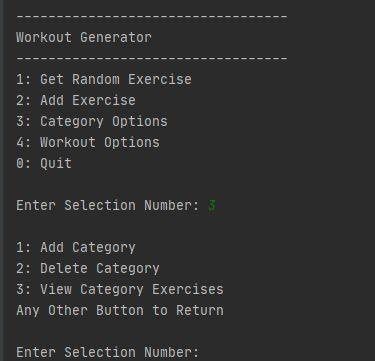 ----------------------------------
Workout Generator
----------------------------------
1: Get Random Exercise
2: Add Exercise
3: Category Options
4: Workout Options
0: Quit
Enter Selection Number: 3
1: Add Category
2: Delete Category
3: View Category Exercises
Any Other Button to Return
Enter Selection Number: